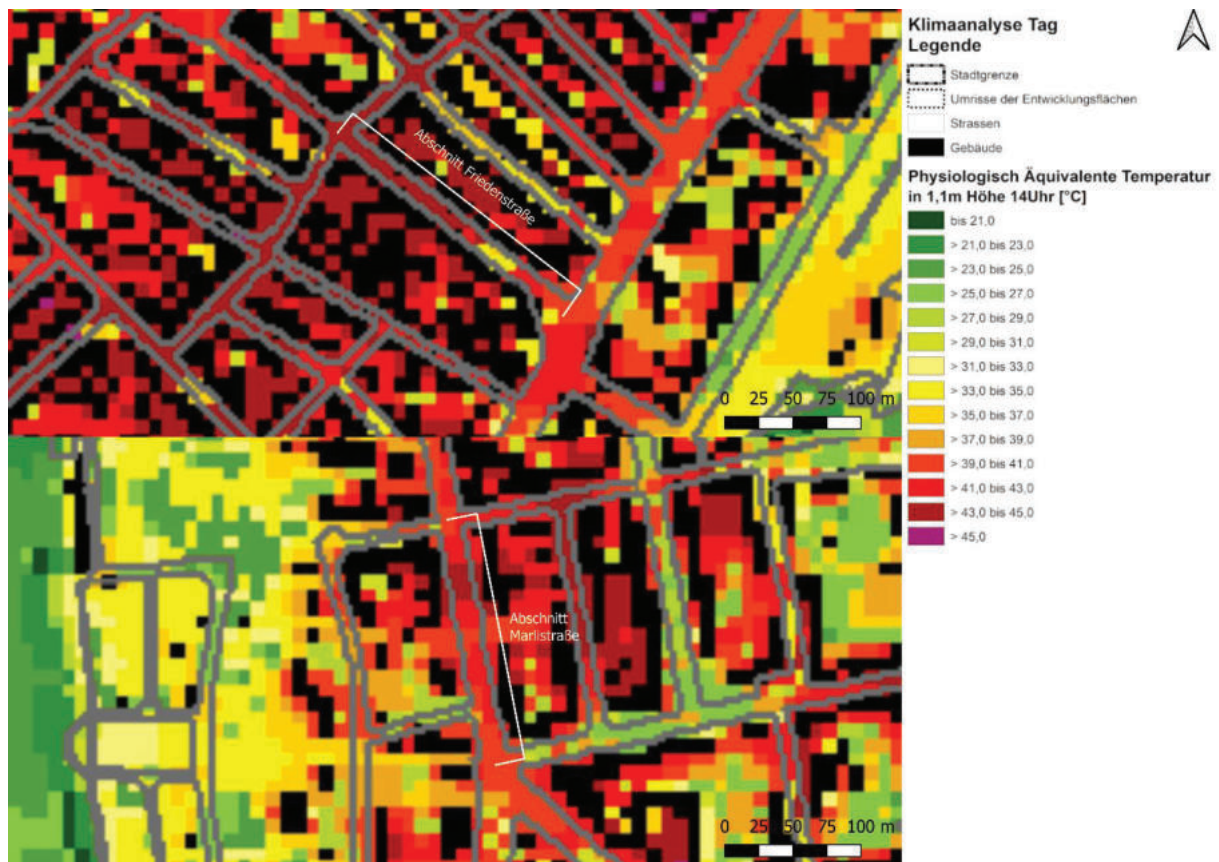 Klimaanalyse Tag
Legende
Stadtgrenze
Umrisse der Entwicklungsflächen
Strassen
Gebäude
Physiologisch Äquivalente Temperatur
in 1,1m Höhe 14Uhr [°C]
bis 21,0
> 21,0 bis 23,0
> 23,0 bis 25,0
> 25,0 bis 27,0
> 27,0 bis 29,0
> 29,0 bis 31,0
> 31,0 bis 33,0
> 33,0 bis 35,0
> 35,0 bis 37,0
> 37,0 bis 39,0
> 39,0 bis 41,0
> 41,0 bis 43,0
> 43,0 bis 45,0
> 45,0
Abschnitt Friedenstraße
0 25 50 75 100 m
Abschnitt
Marlistraße
0 25 50 75 100 m